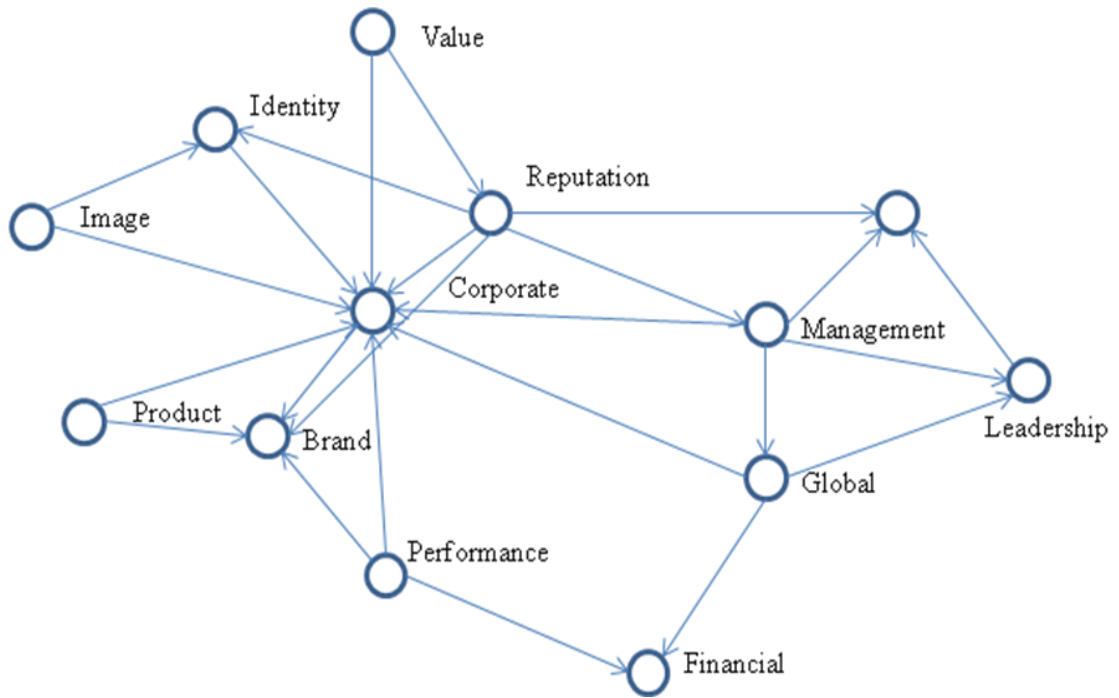 Value
Identity
Reputation
Image
Corporate
Management
Product
Brand
Leadership
Global
Performance
Financial